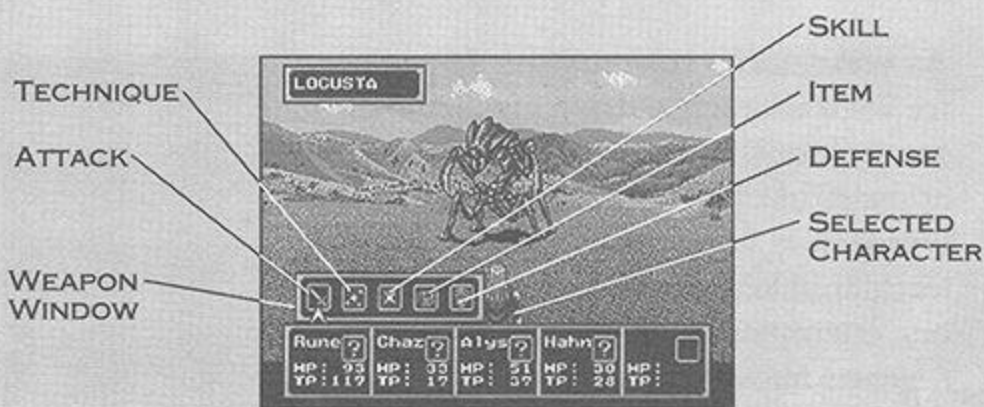 SKILL
TECHNIQUE
LOCUSTA
ITEM
ATTACK
DEFENSE
SELECTED
CHARACTER
WEAPON
WINDOW
Rune ? Chaz ? Alys ? Hahn ?
HP: 93 HP: 33 HP: 51 HP: 30 HP:
TP:117 TP: 17 TP: 37 TP: 28 TP: